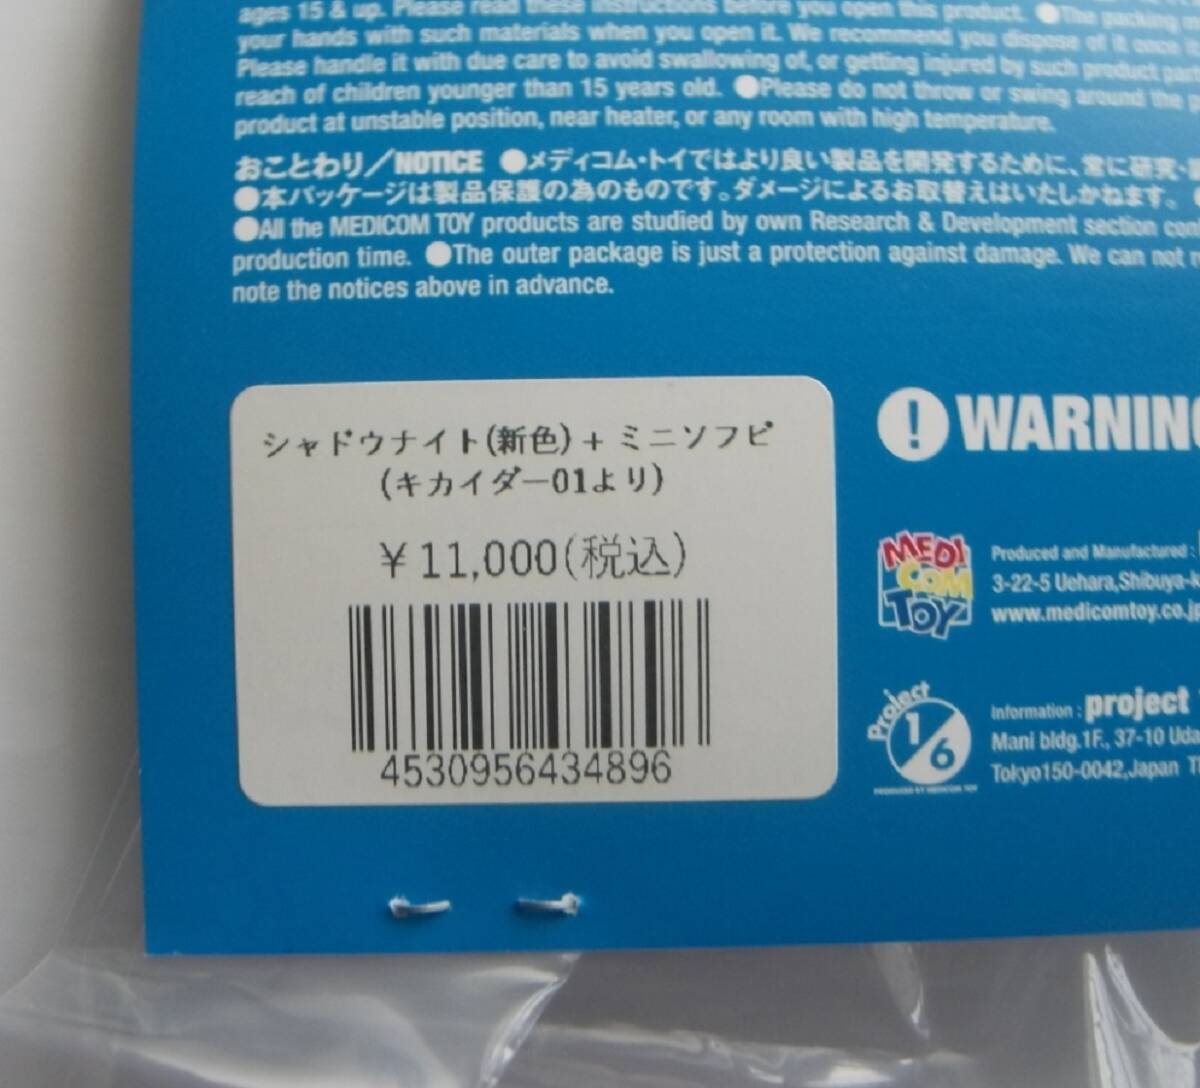 ages 15 & up. Please read these instructions before you open this product. ●The packing
your hands with such materials when you open it. We recommend you dispose of it once
Please handle it with due care to avoid swallowing of, or getting injured by such product
reach of children younger than 15 years old. ●Please do not throw or swing around the
product at unstable position, near heater, or any room with high temperature.
おことわり／NOTICE ●メディコム・トイではより良い製品を開発するために、常に研究・
●本パッケージは製品保護の為のものです。ダメージによるお取替えはいたしかねます。
●All the MEDICOM TOY products are studied by own Research & Development section
production time. ●The outer package is just a protection against damage. We can not
note the notices above in advance.
シャドウナイト(新色)+ミニソフビ
(キカイダー01より)
¥11,000(税込)
4530956434896
! WARNING
MEDI
COM
TOY
Produced and Manufactured :
3-22-5 Uehara,Shibuya-k
www.medicomtoy.co.jp
Project
1/6
PRODUCED BY MEDICOM TOY
Information : project
Mani bldg.1F., 37-10 Uda
Tokyo150-0042,Japan